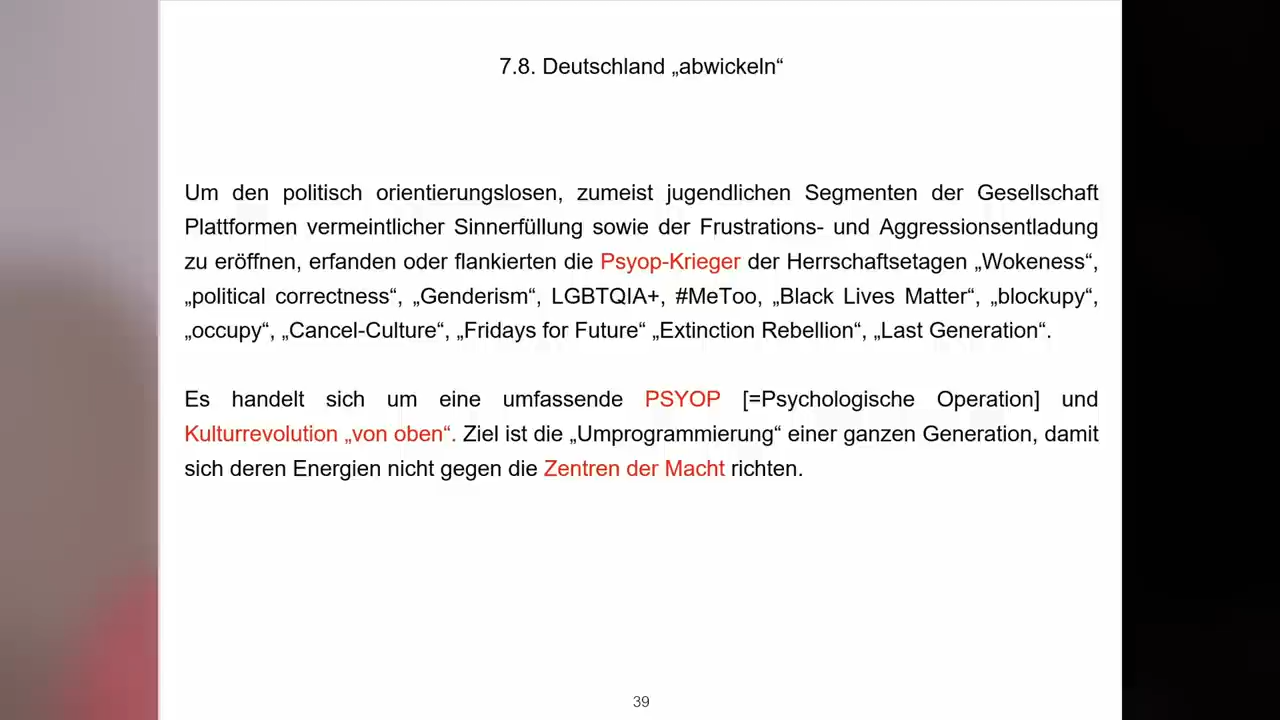 7.8. Deutschland „abwickeln“
Um den politisch orientierungslosen, zumeist jugendlichen Segmenten der Gesellschaft
Plattformen vermeintlicher Sinnerfüllung sowie der Frustrations- und Aggressionsentladung
zu eröffnen, erfanden oder flankierten die Psyop-Krieger der Herrschaftsetagen „Wokeness“,
„political correctness“, „Genderism“, LGBTQIA+, #MeToo, „Black Lives Matter“, „blockupy“,
„occupy“, „Cancel-Culture“, „Fridays for Future“ „Extinction Rebellion“, „Last Generation“.
Es handelt sich um eine umfassende PSYOP [=Psychologische Operation] und
Kulturrevolution „von oben“. Ziel ist die „Umprogrammierung“ einer ganzen Generation, damit
sich deren Energien nicht gegen die Zentren der Macht richten.
39